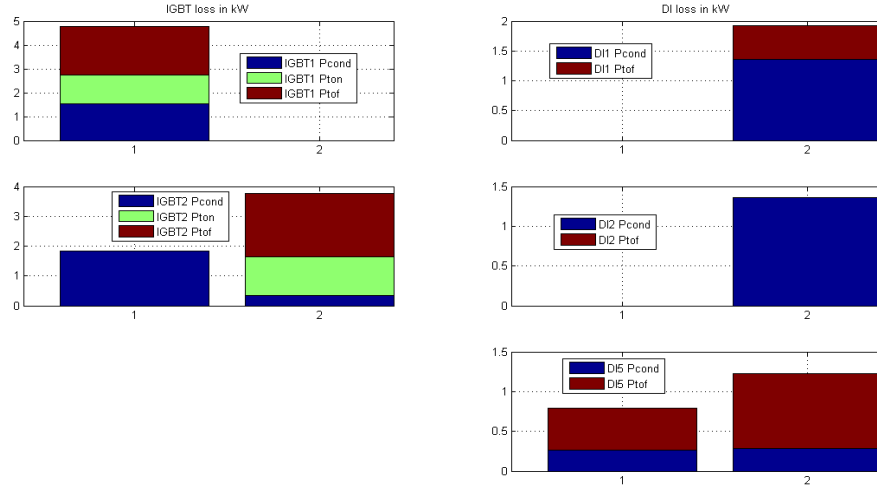 IGBT loss in kW
5
4
3
2
1
0
IGBT1 Pcond
IGBT1 Pton
IGBT1 Ptof
1 2
DI loss in kW
2
1.5
1
0.5
0
DI1 Pcond
DI1 Ptof
1 2
4
3
2
1
0
IGBT2 Pcond
IGBT2 Pton
IGBT2 Ptof
1 2
1.5
1
0.5
0
DI2 Pcond
DI2 Ptof
1 2
1.5
1
0.5
0
DI5 Pcond
DI5 Ptof
1 2